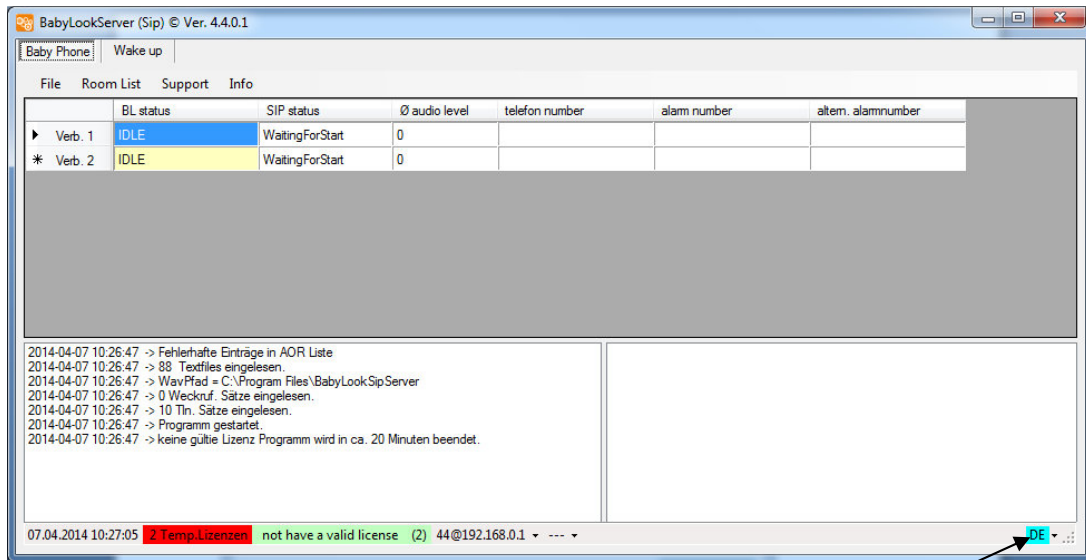 BabyLookServer (Sip) © Ver. 4.4.0.1
Baby Phone Wake up
File Room List Support Info
BL status SIP status Ø audio level telefon number alarm number altern. alarmnumber
Verb. 1 IDLE WaitingForStart 0
Verb. 2 IDLE WaitingForStart 0
2014-04-07 10:26:47 -> Fehlerhafte Einträge in AOR Liste
2014-04-07 10:26:47 -> 88 Textfiles eingelesen.
2014-04-07 10:26:47 -> WavPfad = C:\Program Files\BabyLookSipServer
2014-04-07 10:26:47 -> 0 Weckruf. Sätze eingelesen.
2014-04-07 10:26:47 -> 10 Tln. Sätze eingelesen.
2014-04-07 10:26:47 -> Programm gestartet.
2014-04-07 10:26:47 -> keine gültie Lizenz Programm wird in ca. 20 Minuten beendet.
07.04.2014 10:27:05 2 Temp.Lizenzen not have a valid license (2) 44@192.168.0.1 --- DE